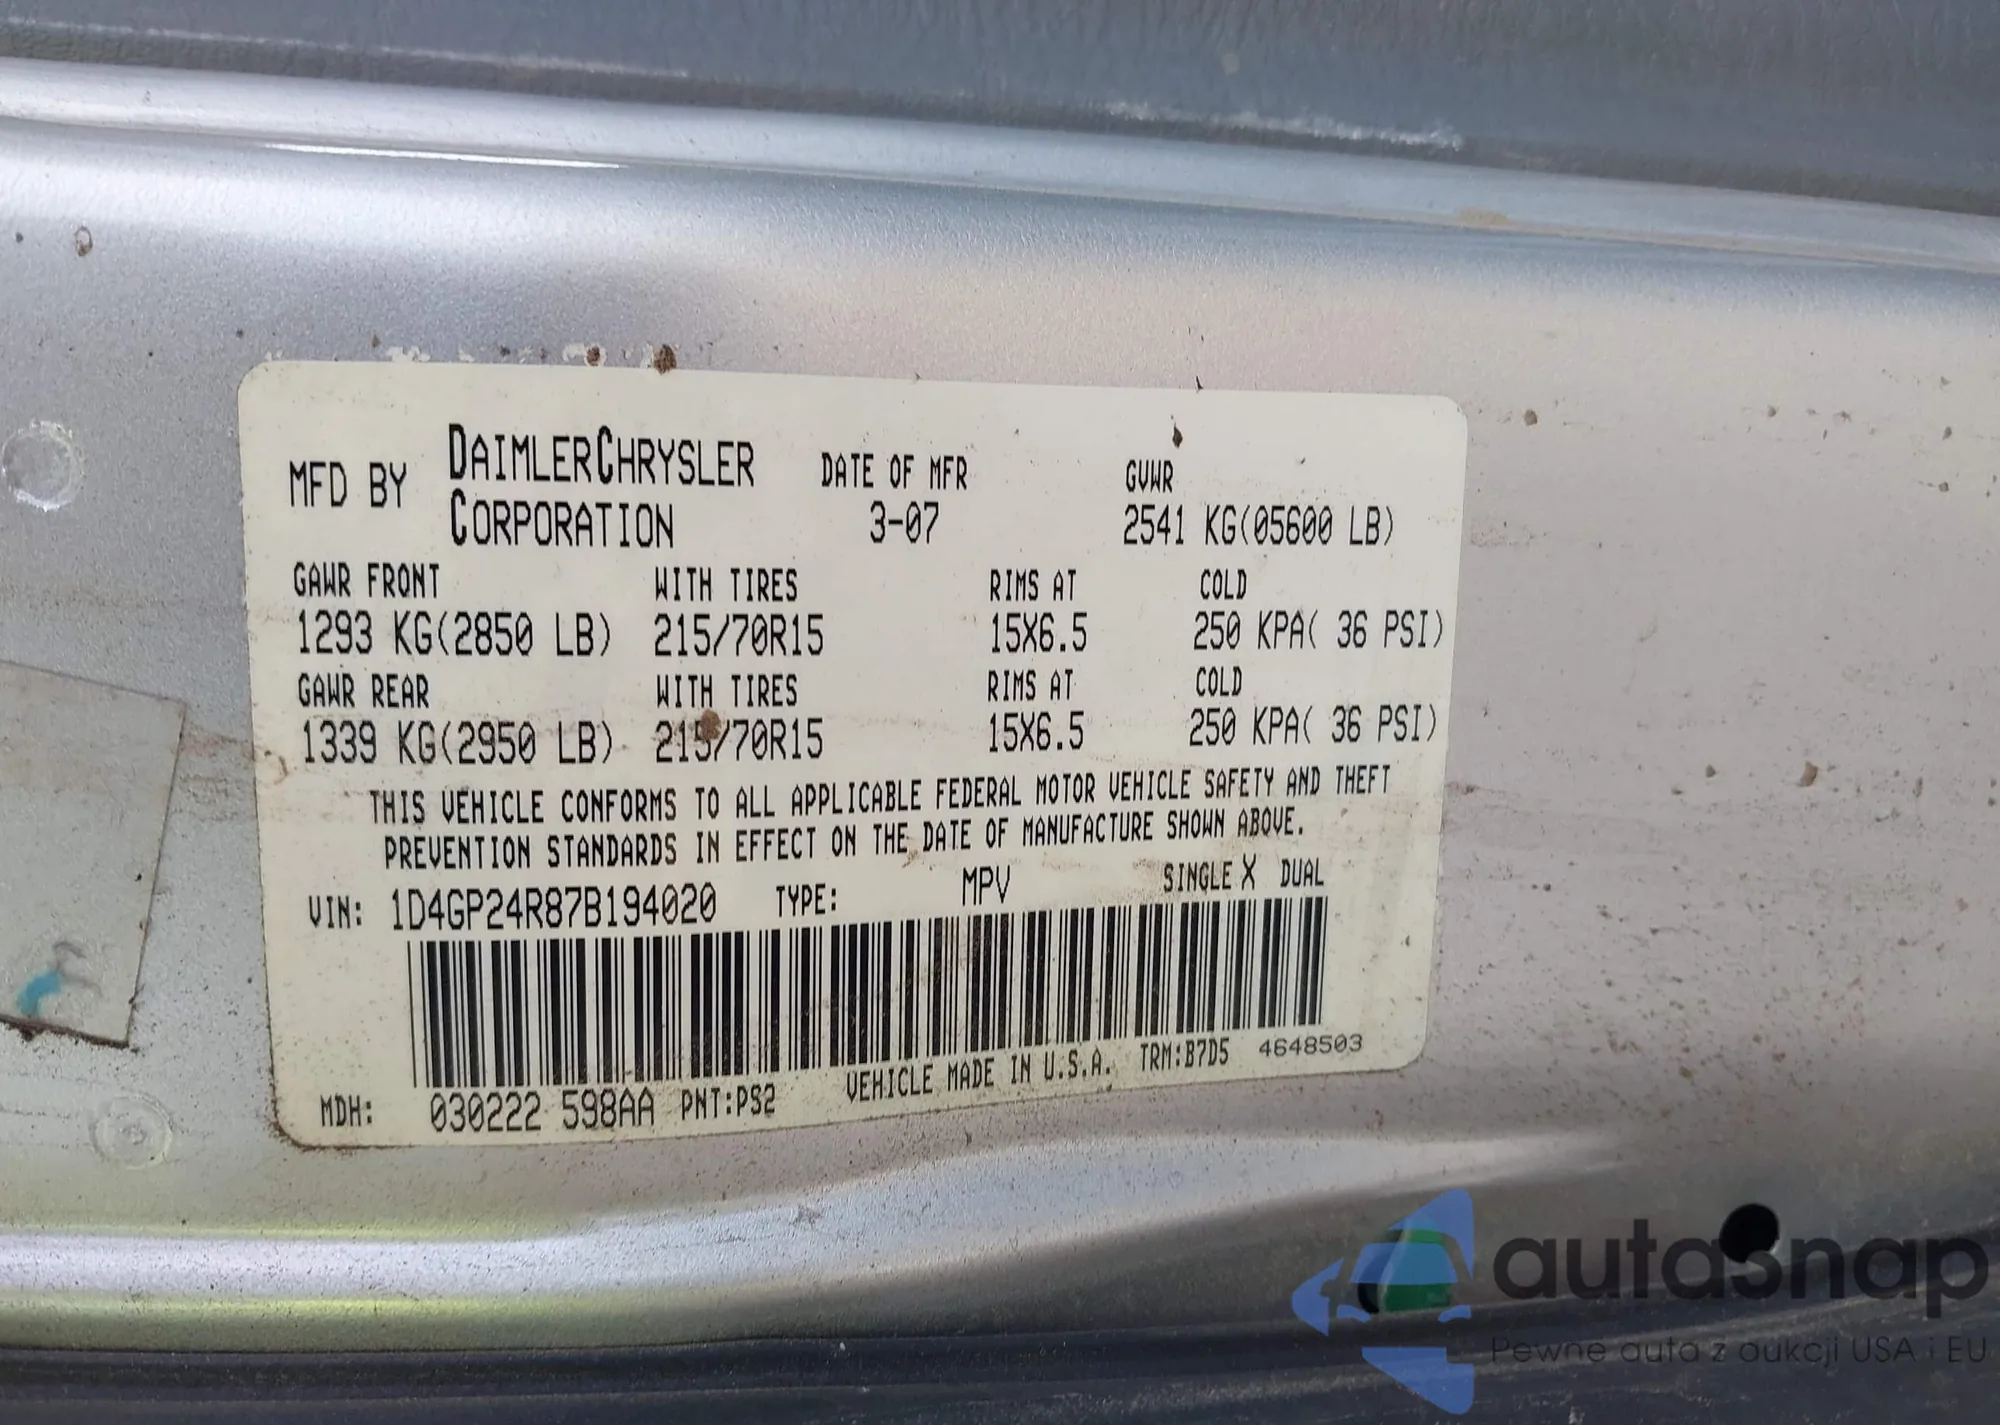 MFD BY DAIMLERCHRYSLER CORPORATION DATE OF MFR 3-07 GVWR 2541 KG(05600 LB)
GAWR FRONT WITH TIRES RIMS AT COLD
1293 KG(2850 LB) 215/70R15 15X6.5 250 KPA( 36 PSI)
GAWR REAR WITH TIRES RIMS AT COLD
1339 KG(2950 LB) 215/70R15 15X6.5 250 KPA( 36 PSI)
THIS VEHICLE CONFORMS TO ALL APPLICABLE FEDERAL MOTOR VEHICLE SAFETY AND THEFT
PREVENTION STANDARDS IN EFFECT ON THE DATE OF MANUFACTURE SHOWN ABOVE.
VIN: 1D4GP24R87B194020 TYPE: MPV SINGLE X DUAL
VEHICLE MADE IN U.S.A. TRM:B7D5 4648503
MDH: 030222 598AA PNT:PS2
autasnap
Pewne auta z aukcji USA i EU